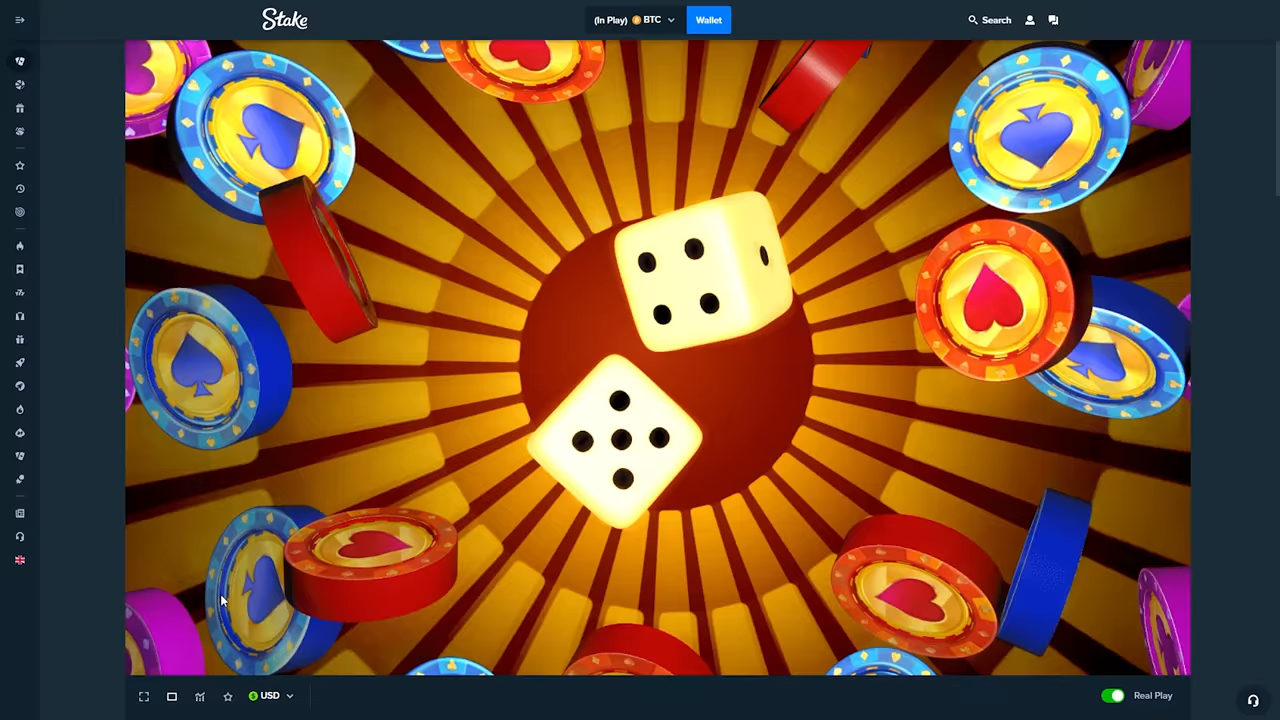 Stake
(In Play) BTC
Wallet
Search
USD
Real Play